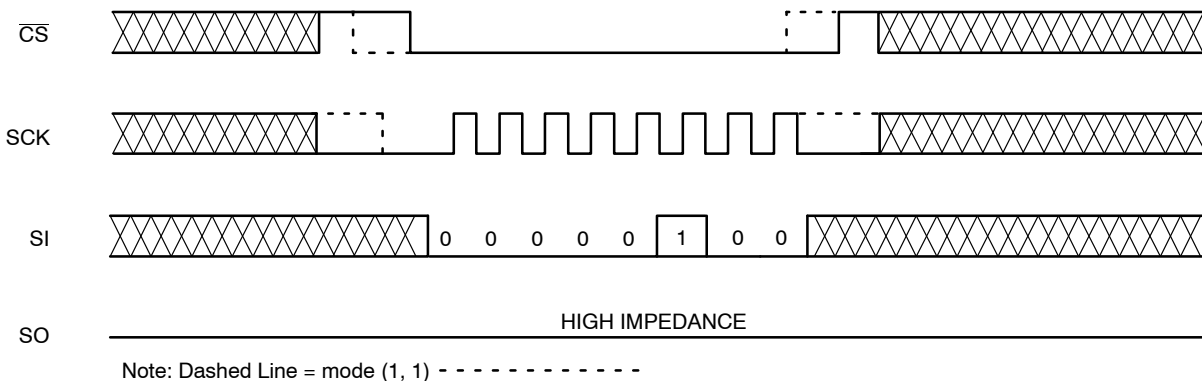 CS
SCK
SI
0 0 0 0 0 1 0 0
SO
HIGH IMPEDANCE
Note: Dashed Line = mode (1, 1)